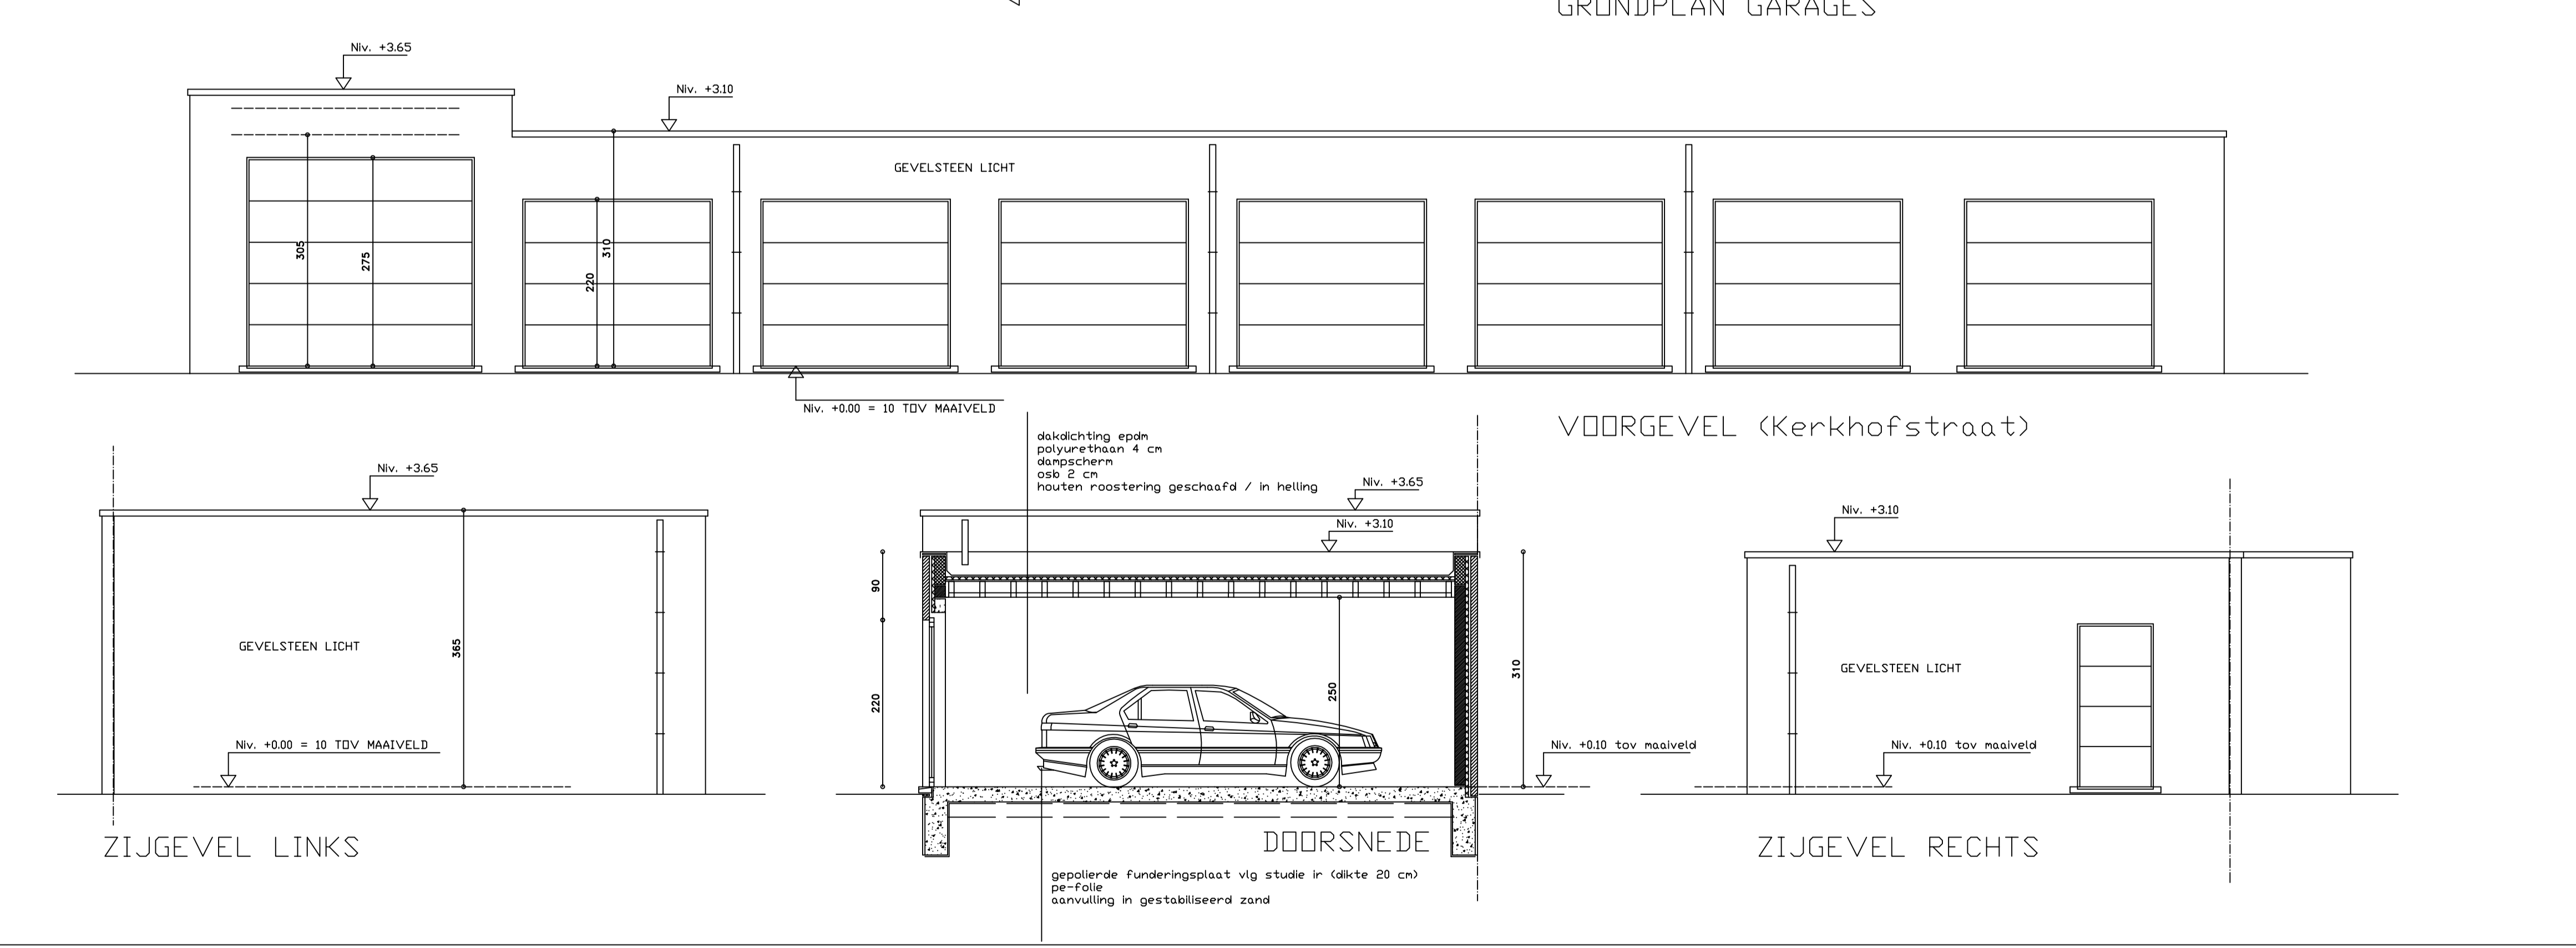 GRONDPLAN GARAGES
Niv. +3.65
Niv. +3.10
GEVELSTEEN LICHT
305
275
220
310
Niv. +0.00 = 10 TOV MAAIVELD
VOORGEVEL (Kerkhofstraat)
Niv. +3.65
GEVELSTEEN LICHT
365
Niv. +0.00 = 10 TOV MAAIVELD
ZIJGEVEL LINKS
dakdichting epdm
polyurethaan 4 cm
dampscherm
osb 2 cm
houten roostering geschaafd / in helling
Niv. +3.65
Niv. +3.10
90
220
250
310
Niv. +0.10 tov maaiveld
DOORSNEDE
gepolierde funderingsplaat vlg studie ir (dikte 20 cm)
pe-folie
aanvulling in gestabiliseerd zand
Niv. +3.10
GEVELSTEEN LICHT
Niv. +0.10 tov maaiveld
ZIJGEVEL RECHTS